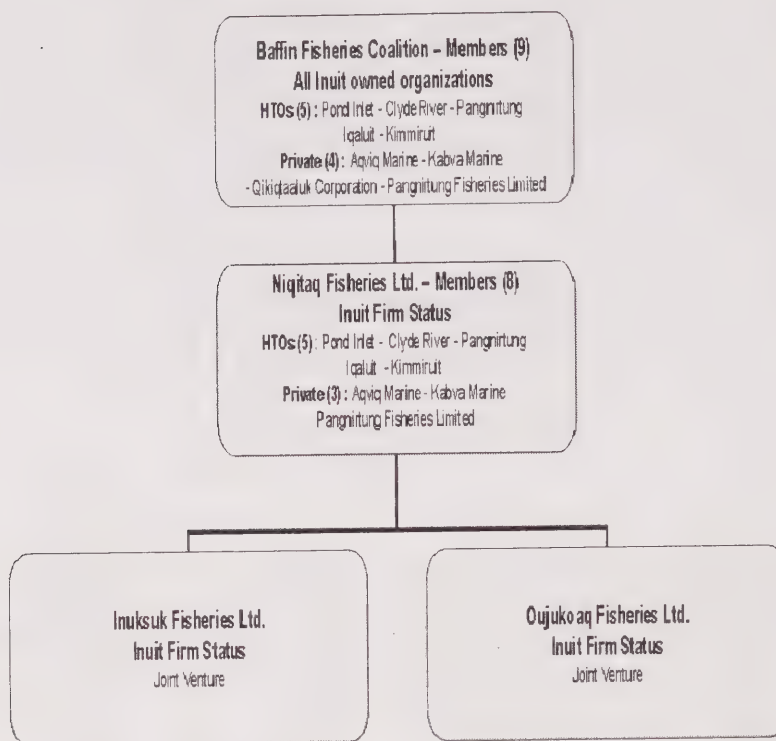 Baffin Fisheries Coalition – Members (9)
All Inuit owned organizations
HTOs (5) : Pond Inlet - Clyde River - Pangnirtung
Iqaluit - Kimmiruit
Private (4) : Aqviq Marine - Kabva Marine
- Qikiqtaaluk Corporation - Pangnirtung Fisheries Limited
Niqitaq Fisheries Ltd. – Members (8)
Inuit Firm Status
HTOs (5) : Pond Inlet - Clyde River - Pangnirtung
Iqaluit - Kimmiruit
Private (3) : Aqviq Marine - Kabva Marine
Pangnirtung Fisheries Limited
Inuksuk Fisheries Ltd.
Inuit Firm Status
Joint Venture
Oujukoaq Fisheries Ltd.
Inuit Firm Status
Joint Venture